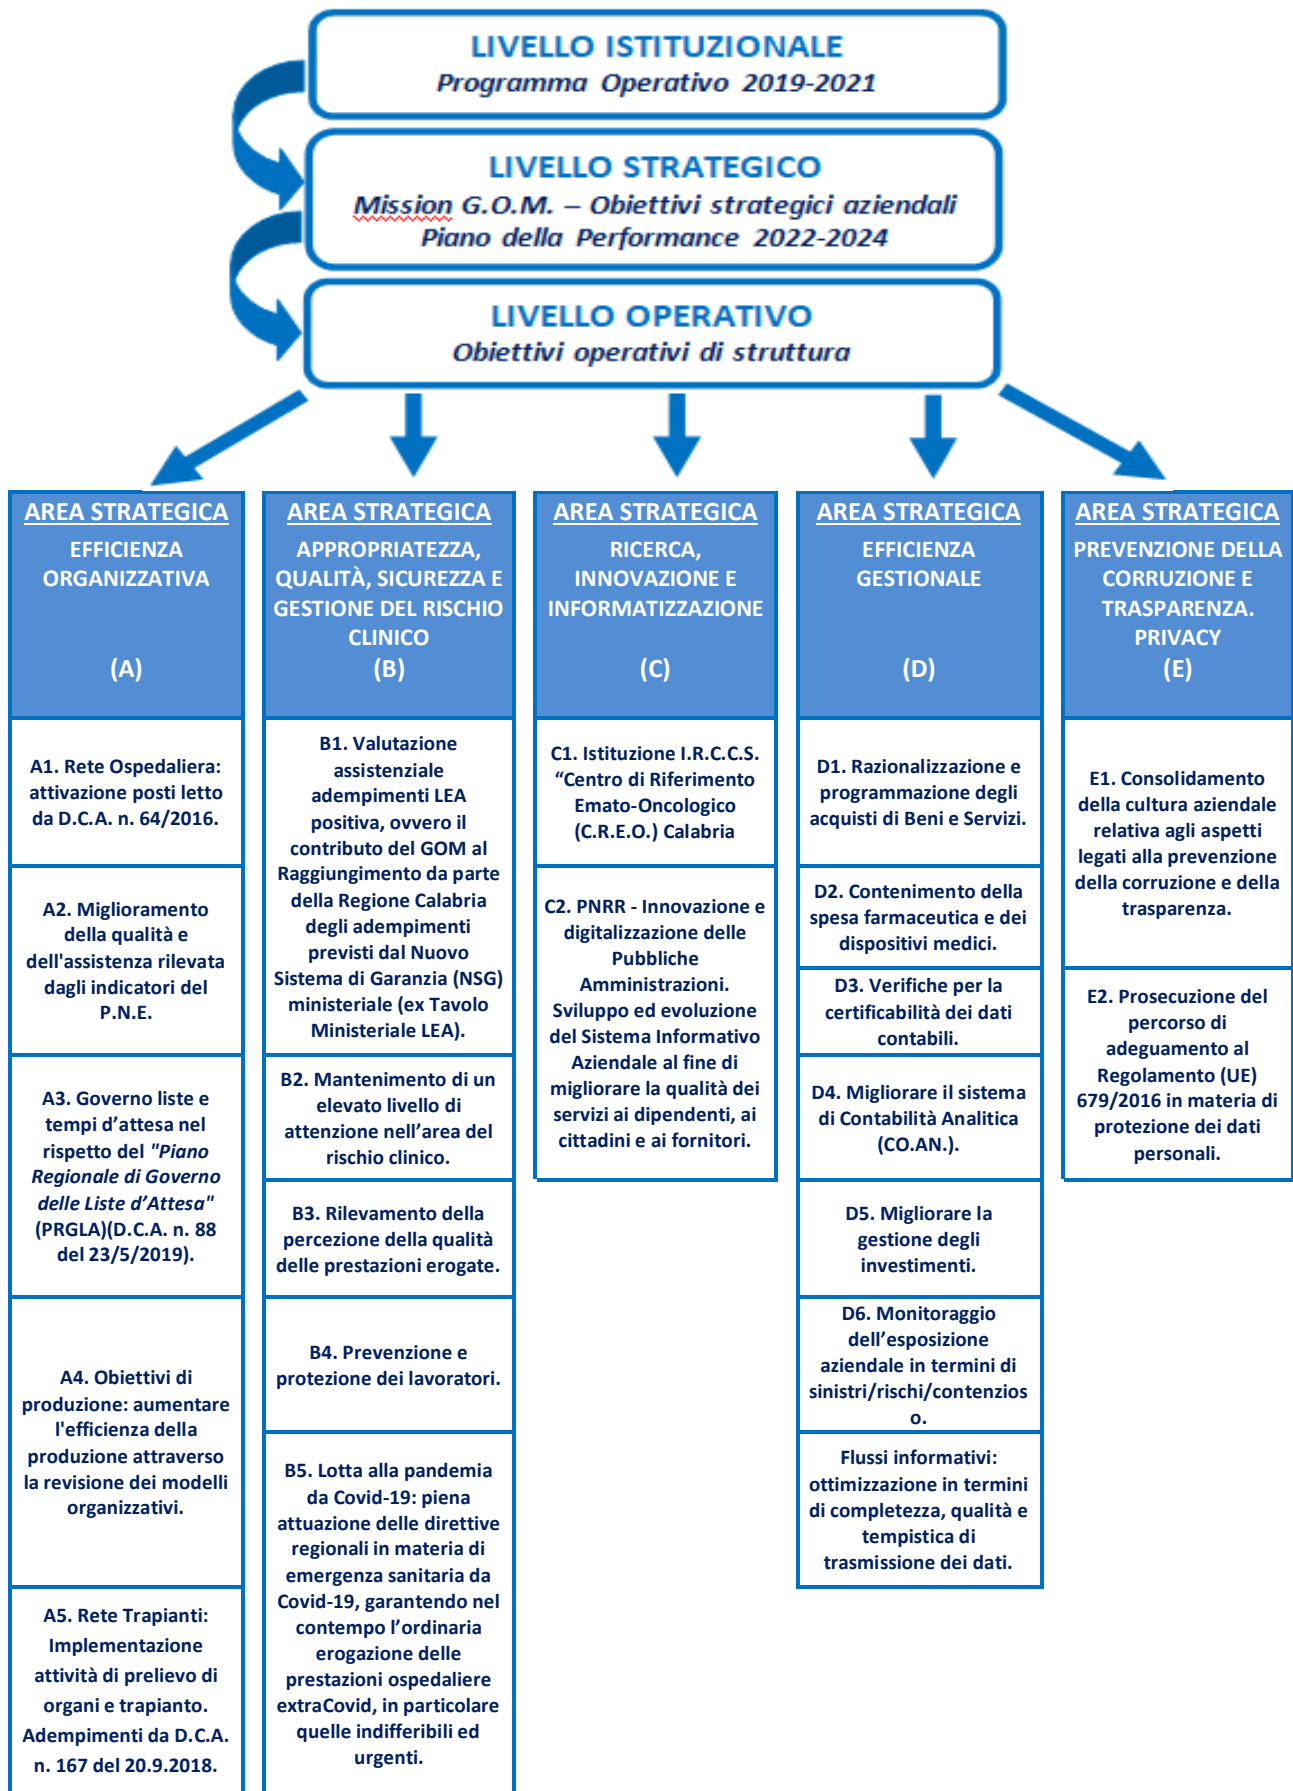 LIVELLO ISTITUZIONALE
Programma Operativo 2019-2021
LIVELLO STRATEGICO
Mission G.O.M. – Obiettivi strategici aziendali
Piano della Performance 2022-2024
LIVELLO OPERATIVO
Obiettivi operativi di struttura
AREA STRATEGICA
EFFICIENZA
ORGANIZZATIVA
(A)
A1. Rete Ospedaliera:
attivazione posti letto
da D.C.A. n. 64/2016.
A2. Miglioramento
della qualità e
dell'assistenza rilevata
dagli indicatori del
P.N.E.
A3. Governo liste e
tempi d’attesa nel
rispetto del "Piano
Regionale di Governo
delle Liste d’Attesa"
(PRGLA)(D.C.A. n. 88
del 23/5/2019).
A4. Obiettivi di
produzione: aumentare
l'efficienza della
produzione attraverso
la revisione dei modelli
organizzativi.
A5. Rete Trapianti:
Implementazione
attività di prelievo di
organi e trapianto.
Adempimenti da D.C.A.
n. 167 del 20.9.2018.
AREA STRATEGICA
APPROPRIATEZZA,
QUALITÀ, SICUREZZA E
GESTIONE DEL RISCHIO
CLINICO
(B)
B1. Valutazione
assistenziale
adempimenti LEA
positiva, ovvero il
contributo del GOM al
Raggiungimento da parte
della Regione Calabria
degli adempimenti
previsti dal Nuovo
Sistema di Garanzia (NSG)
ministeriale (ex Tavolo
Ministeriale LEA).
B2. Mantenimento di un
elevato livello di
attenzione nell’area del
rischio clinico.
B3. Rilevamento della
percezione della qualità
delle prestazioni erogate.
B4. Prevenzione e
protezione dei lavoratori.
B5. Lotta alla pandemia
da Covid-19: piena
attuazione delle direttive
regionali in materia di
emergenza sanitaria da
Covid-19, garantendo nel
contempo l’ordinaria
erogazione delle
prestazioni ospedaliere
extraCovid, in particolare
quelle indifferibili ed
urgenti.
AREA STRATEGICA
RICERCA,
INNOVAZIONE E
INFORMATIZZAZIONE
(C)
C1. Istituzione I.R.C.C.S.
“Centro di Riferimento
Emato-Oncologico
(C.R.E.O.) Calabria
C2. PNRR - Innovazione e
digitalizzazione delle
Pubbliche
Amministrazioni.
Sviluppo ed evoluzione
del Sistema Informativo
Aziendale al fine di
migliorare la qualità dei
servizi ai dipendenti, ai
cittadini e ai fornitori.
AREA STRATEGICA
EFFICIENZA
GESTIONALE
(D)
D1. Razionalizzazione e
programmazione degli
acquisti di Beni e Servizi.
D2. Contenimento della
spesa farmaceutica e dei
dispositivi medici.
D3. Verifiche per la
certificabilità dei dati
contabili.
D4. Migliorare il sistema
di Contabilità Analitica
(CO.AN.).
D5. Migliorare la
gestione degli
investimenti.
D6. Monitoraggio
dell’esposizione
aziendale in termini di
sinistri/rischi/contenzios
o.
Flussi informativi:
ottimizzazione in termini
di completezza, qualità e
tempistica di
trasmissione dei dati.
AREA STRATEGICA
PREVENZIONE DELLA
CORRUZIONE E
TRASPARENZA.
PRIVACY
(E)
E1. Consolidamento
della cultura aziendale
relativa agli aspetti
legati alla prevenzione
della corruzione e della
trasparenza.
E2. Prosecuzione del
percorso di
adeguamento al
Regolamento (UE)
679/2016 in materia di
protezione dei dati
personali.